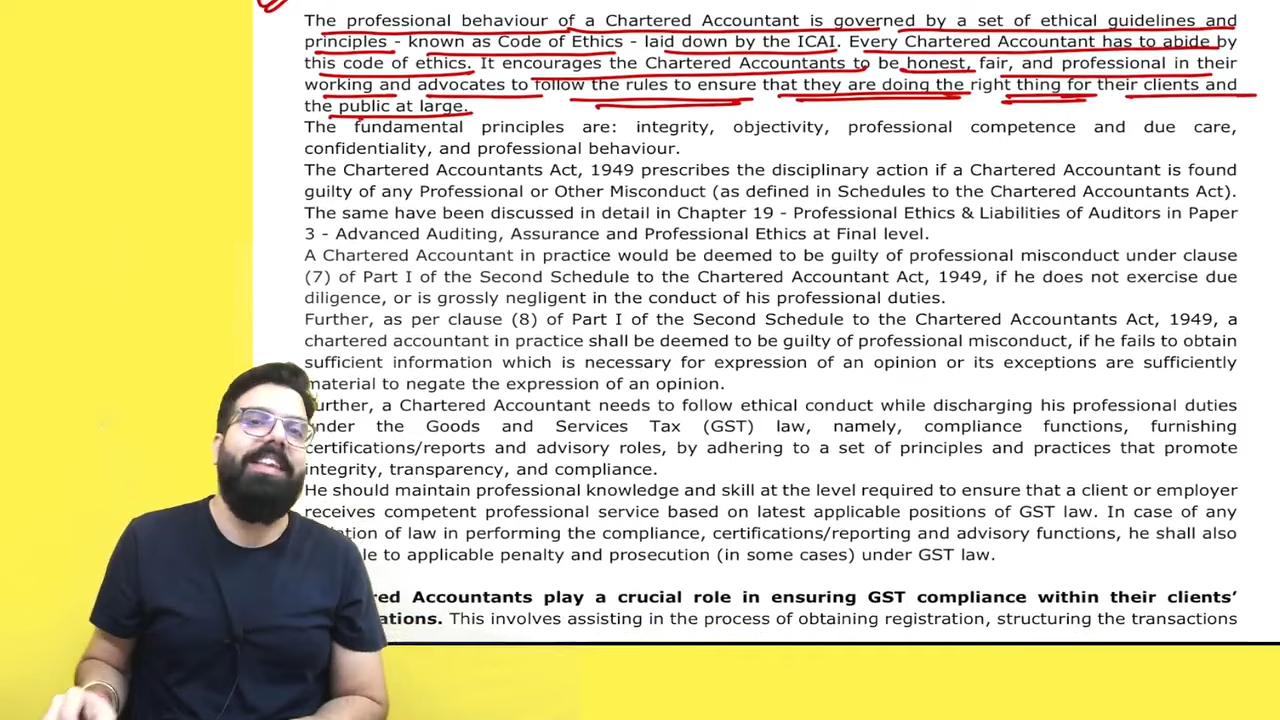 The professional behaviour of a Chartered Accountant is governed by a set of ethical guidelines and
principles - known as Code of Ethics - laid down by the ICAI. Every Chartered Accountant has to abide by
this code of ethics. It encourages the Chartered Accountants to be honest, fair, and professional in their
working and advocates to follow the rules to ensure that they are doing the right thing for their clients and
the public at large.
The fundamental principles are: integrity, objectivity, professional competence and due care,
confidentiality, and professional behaviour.
The Chartered Accountants Act, 1949 prescribes the disciplinary action if a Chartered Accountant is found
guilty of any Professional or Other Misconduct (as defined in Schedules to the Chartered Accountants Act).
The same have been discussed in detail in Chapter 19 - Professional Ethics & Liabilities of Auditors in Paper
3 - Advanced Auditing, Assurance and Professional Ethics at Final level.
A Chartered Accountant in practice would be deemed to be guilty of professional misconduct under clause
(7) of Part I of the Second Schedule to the Chartered Accountant Act, 1949, if he does not exercise due
diligence, or is grossly negligent in the conduct of his professional duties.
Further, as per clause (8) of Part I of the Second Schedule to the Chartered Accountants Act, 1949, a
chartered accountant in practice shall be deemed to be guilty of professional misconduct, if he fails to obtain
sufficient information which is necessary for expression of an opinion or its exceptions are sufficiently
material to negate the expression of an opinion.
Further, a Chartered Accountant needs to follow ethical conduct while discharging his professional duties
under the Goods and Services Tax (GST) law, namely, compliance functions, furnishing
certifications/reports and advisory roles, by adhering to a set of principles and practices that promote
integrity, transparency, and compliance.
He should maintain professional knowledge and skill at the level required to ensure that a client or employer
receives competent professional service based on latest applicable positions of GST law. In case of any
of law in performing the compliance, certifications/reporting and advisory functions, he shall also
to applicable penalty and prosecution (in some cases) under GST law.
Accountants play a crucial role in ensuring GST compliance within their clients'
This involves assisting in the process of obtaining registration, structuring the transactions